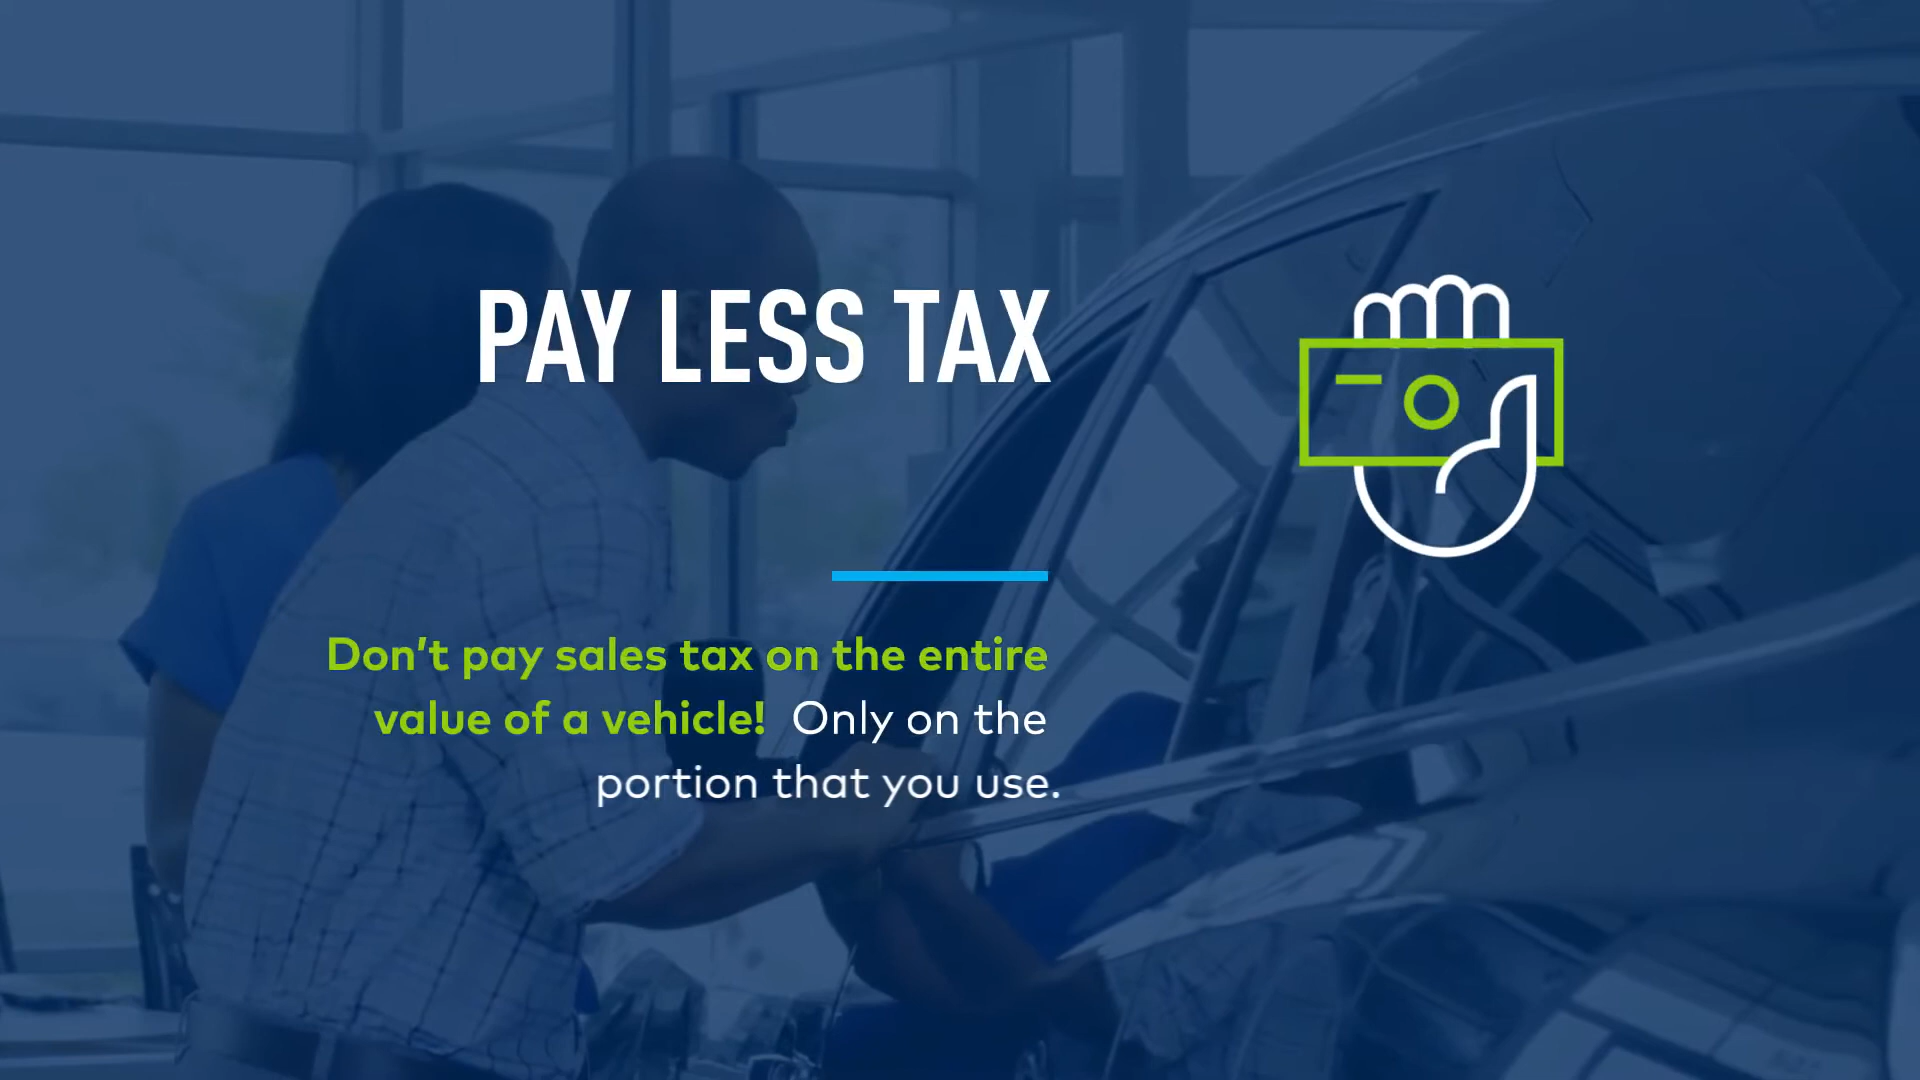 PAY LESS TAX
Don't pay sales tax on the entire
value of a vehicle! Only on the
portion that you use.